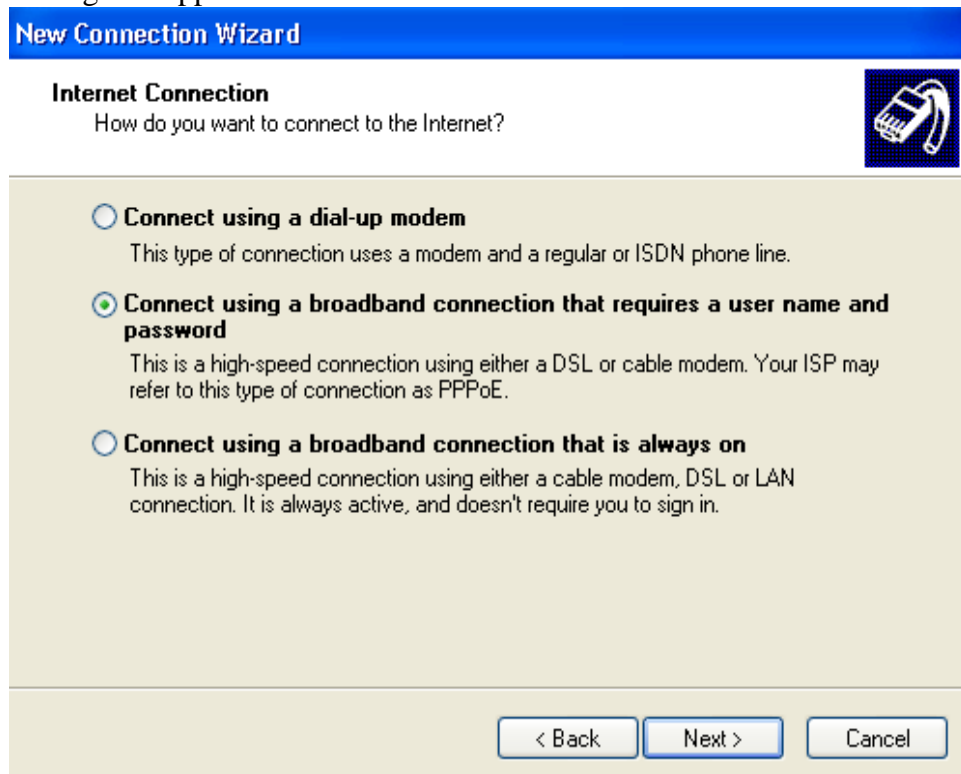 New Connection Wizard
Internet Connection
How do you want to connect to the Internet?
Connect using a dial-up modem
This type of connection uses a modem and a regular or ISDN phone line.
Connect using a broadband connection that requires a user name and
password
This is a high-speed connection using either a DSL or cable modem. Your ISP may
refer to this type of connection as PPPoE.
Connect using a broadband connection that is always on
This is a high-speed connection using either a cable modem, DSL or LAN
connection. It is always active, and doesn't require you to sign in.
< Back Next > Cancel